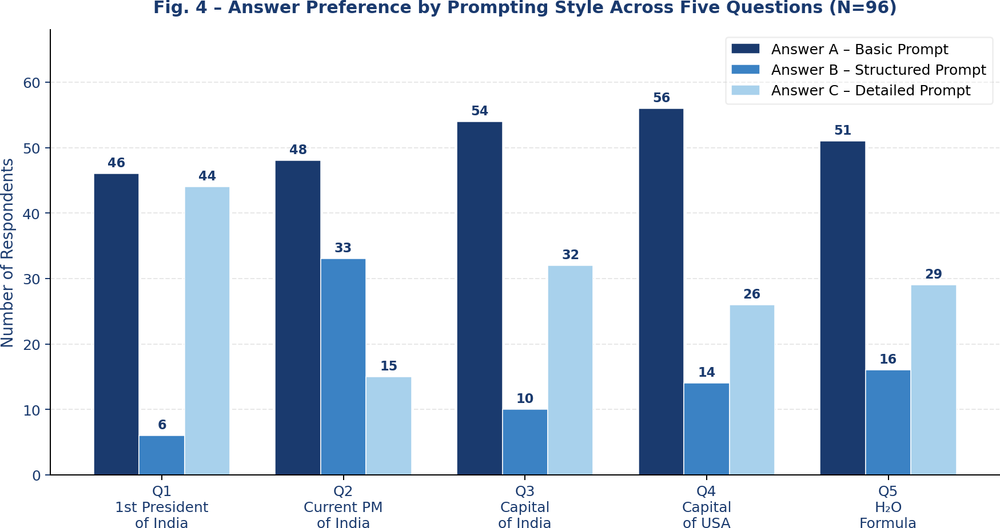 Fig. 4 – Answer Preference by Prompting Style Across Five Questions (N=96)
Answer A – Basic Prompt
Answer B – Structured Prompt
Answer C – Detailed Prompt
Number of Respondents
60
50
40
30
20
10
0
46
6
44
48
33
15
54
10
32
56
14
26
51
16
29
Q1
1st President
of India
Q2
Current PM
of India
Q3
Capital
of India
Q4
Capital
of USA
Q5
H₂O
Formula